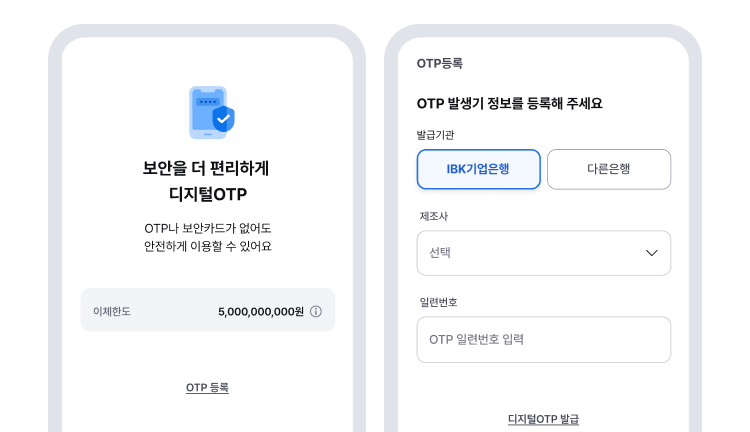 보안을 더 편리하게
디지털OTP
OTP나 보안카드가 없어도
안전하게 이용할 수 있어요
이체한도 5,000,000,000원
OTP 등록
OTP등록
OTP 발생기 정보를 등록해 주세요
발급기관
IBK기업은행 다른은행
제조사
선택
일련번호
OTP 일련번호 입력
디지털OTP 발급